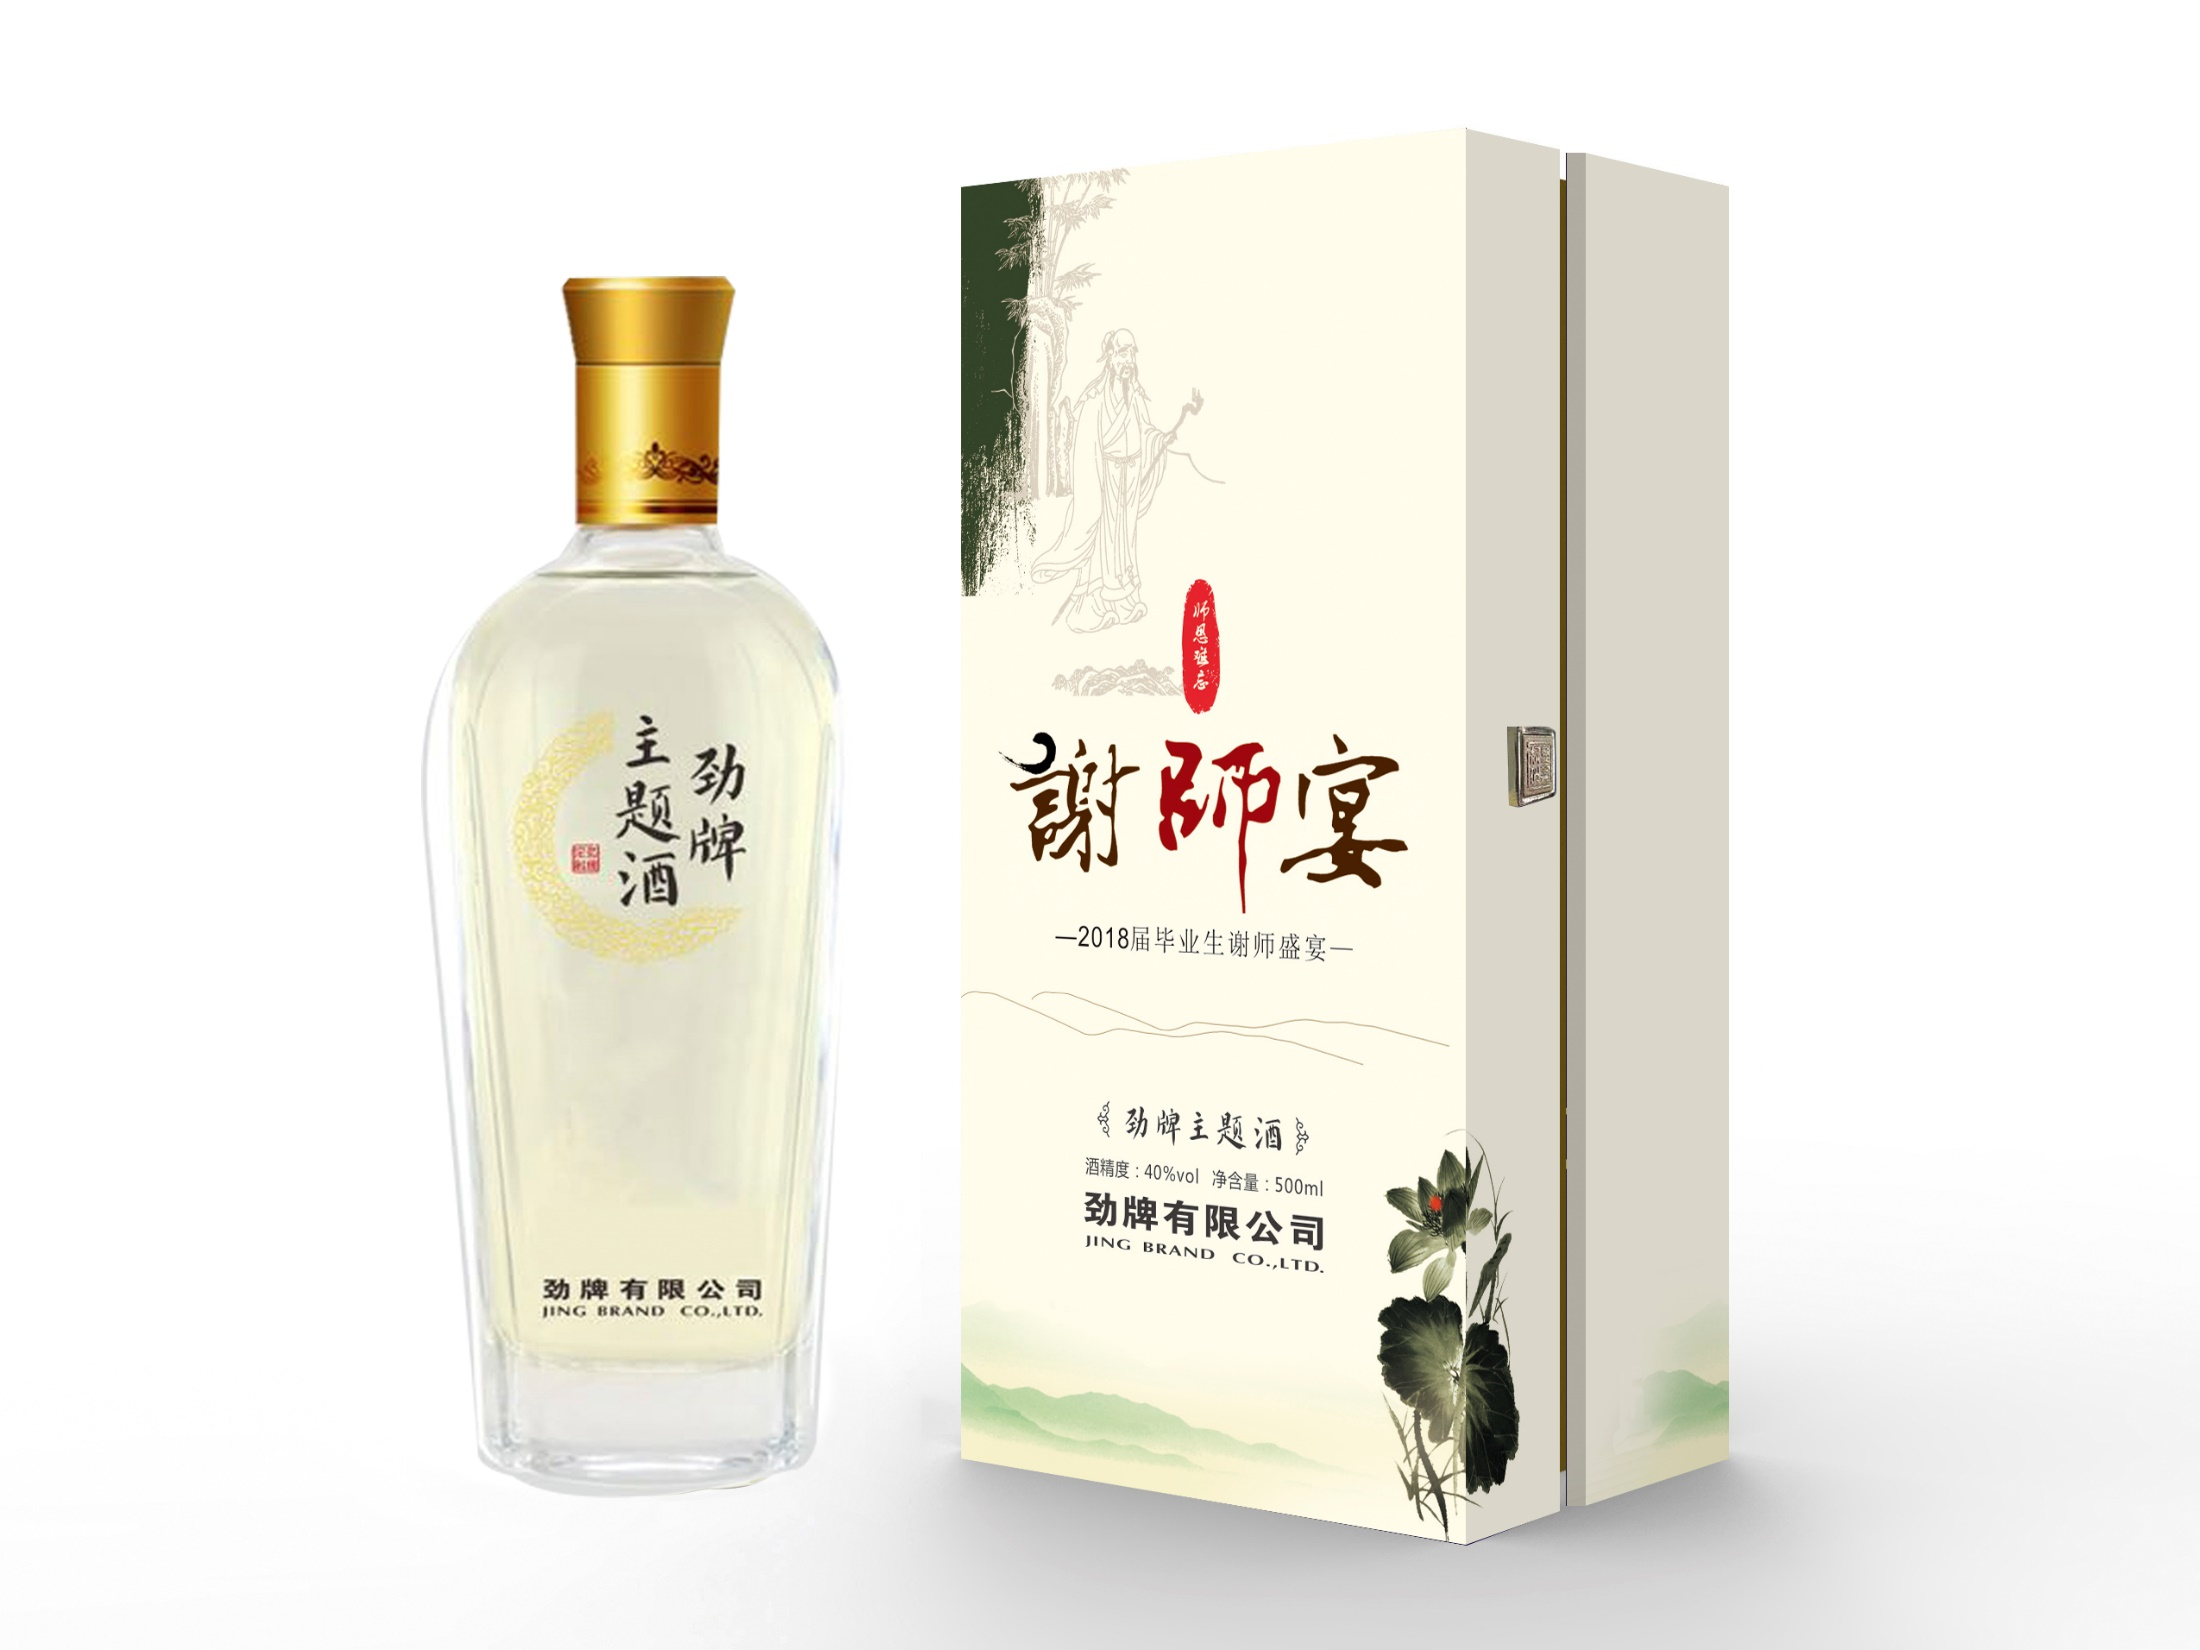 劲牌
主题酒
劲牌有限公司
JING BRAND CO.,LTD.
师恩难忘
謝師宴
—2018届毕业生谢师盛宴—
劲牌主题酒
酒精度：40%vol 净含量：500ml
劲牌有限公司
JING BRAND CO.,LTD.